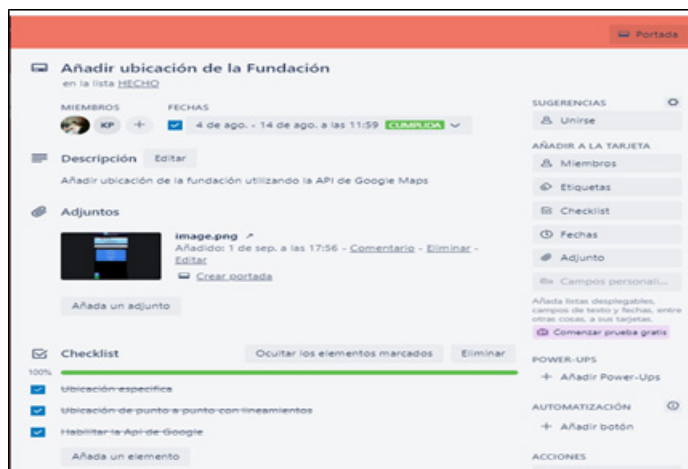 Portada
Añadir ubicación de la Fundación
en la lista HECHO
MIEMBROS
FECHAS
KP
4 de ago. - 14 de ago. a las 11:59 CUMPLIDA
Descripción Editar
Añadir ubicación de la fundación utilizando la API de Google Maps
Adjuntos
image.png ↗
Añadido: 1 de sep. a las 17:56 - Comentario - Eliminar -
Editar
Crear portada
Añada un adjunto
Checklist Ocultar los elementos marcados Eliminar
100%
Ubicación especifica
Ubicación de punto a punto con lineamientos
Habilitar la Api de Google
Añada un elemento
SUGERENCIAS
Unirse
AÑADIR A LA TARJETA
Miembros
Etiquetas
Checklist
Fechas
Adjunto
Campos personali...
Añada listas desplegables,
campos de texto y fechas, entre
otras cosas, a sus tarjetas.
Comenzar prueba gratis
POWER-UPS
+ Añadir Power-Ups
AUTOMATIZACIÓN
+ Añadir botón
ACCIONES